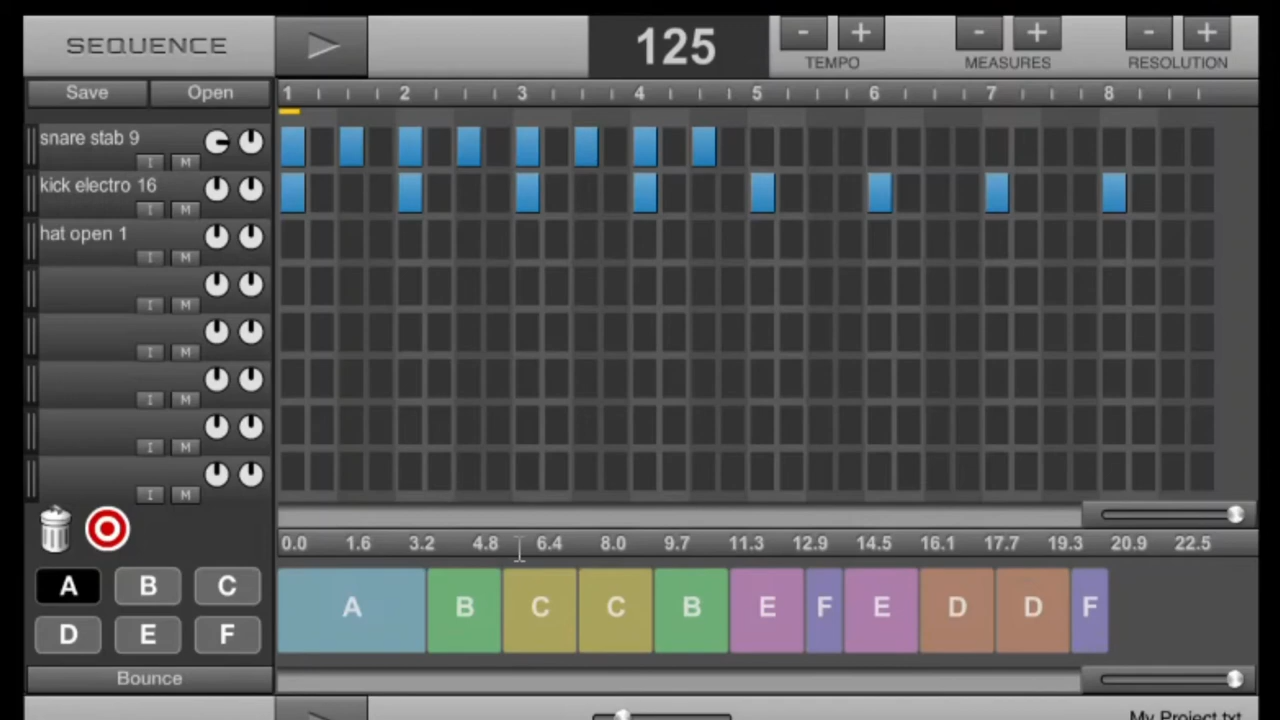 SEQUENCE
125
- +
TEMPO
- +
MEASURES
- +
RESOLUTION
Save
Open
1 2 3 4 5 6 7 8
snare stab 9
I M
kick electro 16
I M
hat open 1
I M
I M
I M
I M
I M
I M
0.0 1.6 3.2 4.8 6.4 8.0 9.7 11.3 12.9 14.5 16.1 17.7 19.3 20.9 22.5
A B C
D E F
A B C C B E F E D D F
Bounce
My Project.txt